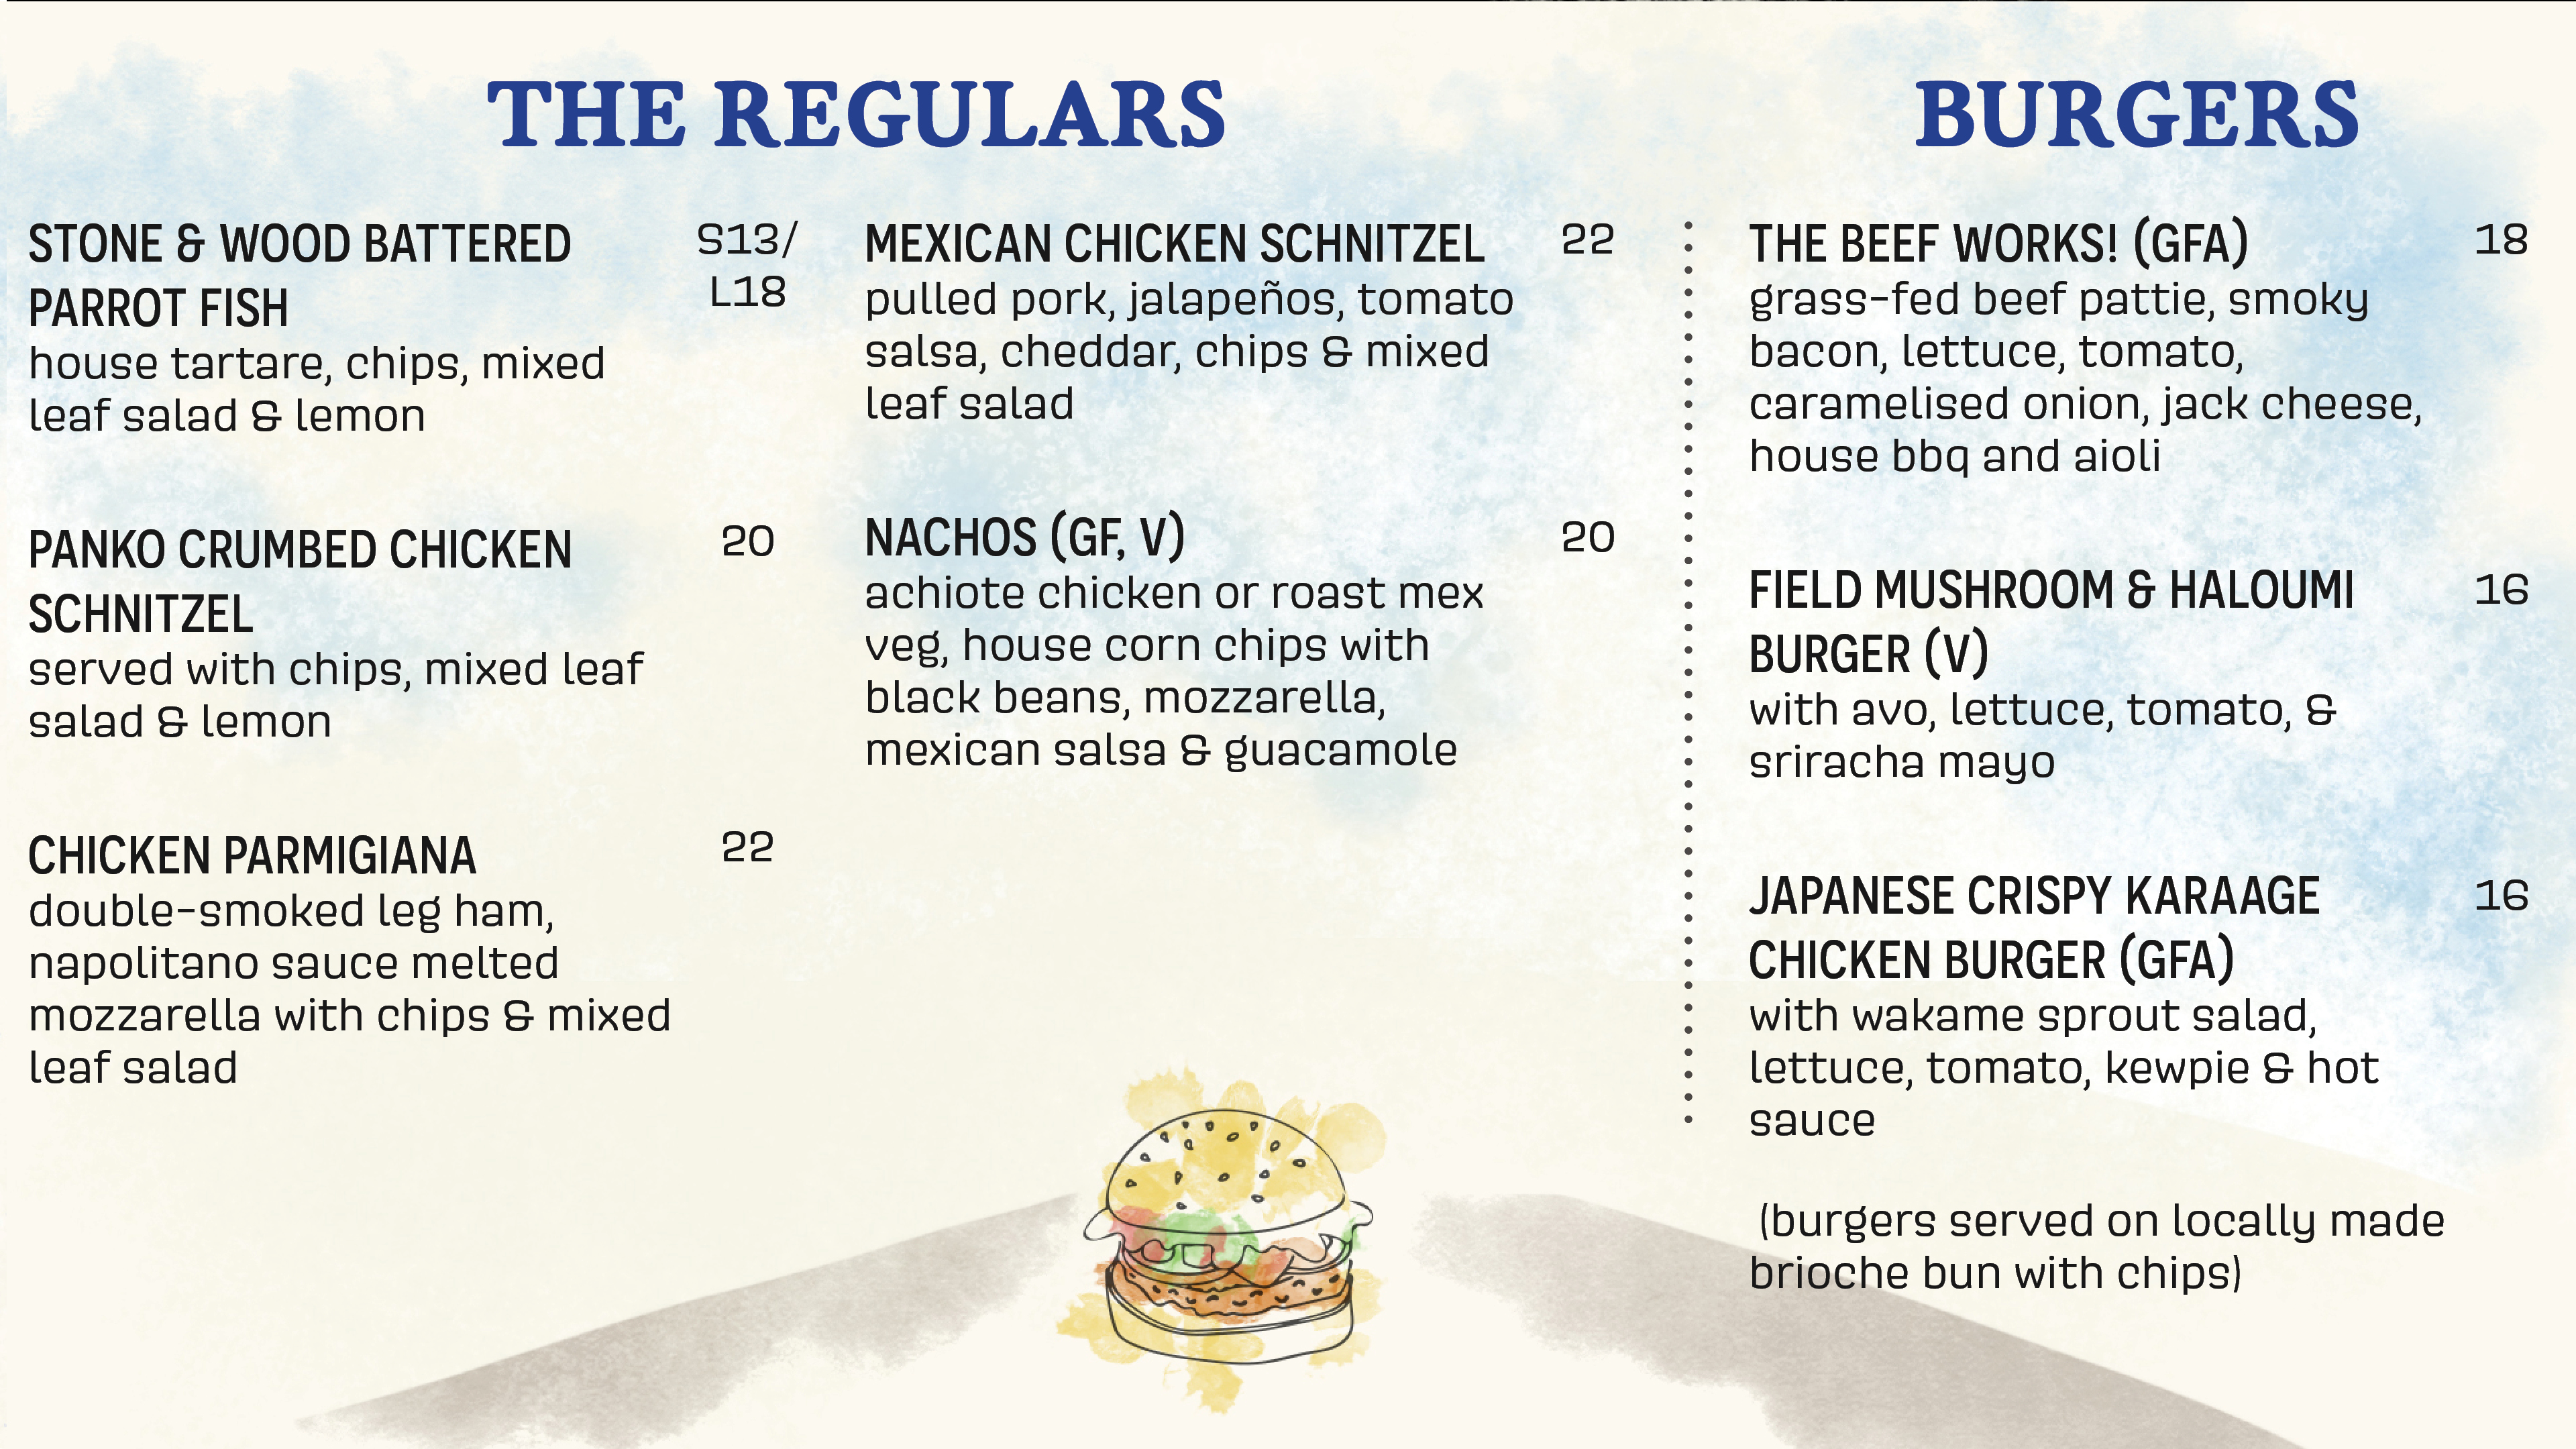 THE REGULARS
STONE & WOOD BATTERED
PARROT FISH
S13/
L18
house tartare, chips, mixed
leaf salad & lemon
PANKO CRUMBED CHICKEN
SCHNITZEL
20
served with chips, mixed leaf
salad & lemon
CHICKEN PARMIGIANA
22
double-smoked leg ham,
napolitano sauce melted
mozzarella with chips & mixed
leaf salad
MEXICAN CHICKEN SCHNITZEL
22
pulled pork, jalapeños, tomato
salsa, cheddar, chips & mixed
leaf salad
NACHOS (GF, V)
20
achiote chicken or roast mex
veg, house corn chips with
black beans, mozzarella,
mexican salsa & guacamole
BURGERS
THE BEEF WORKS! (GFA)
18
grass-fed beef pattie, smoky
bacon, lettuce, tomato,
caramelised onion, jack cheese,
house bbq and aioli
FIELD MUSHROOM & HALOUMI
BURGER (V)
16
with avo, lettuce, tomato, &
sriracha mayo
JAPANESE CRISPY KARAAGE
CHICKEN BURGER (GFA)
16
with wakame sprout salad,
lettuce, tomato, kewpie & hot
sauce
(burgers served on locally made
brioche bun with chips)